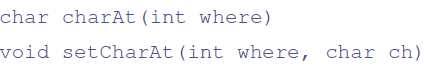 char charAt(int where)
void setCharAt(int where, char ch)